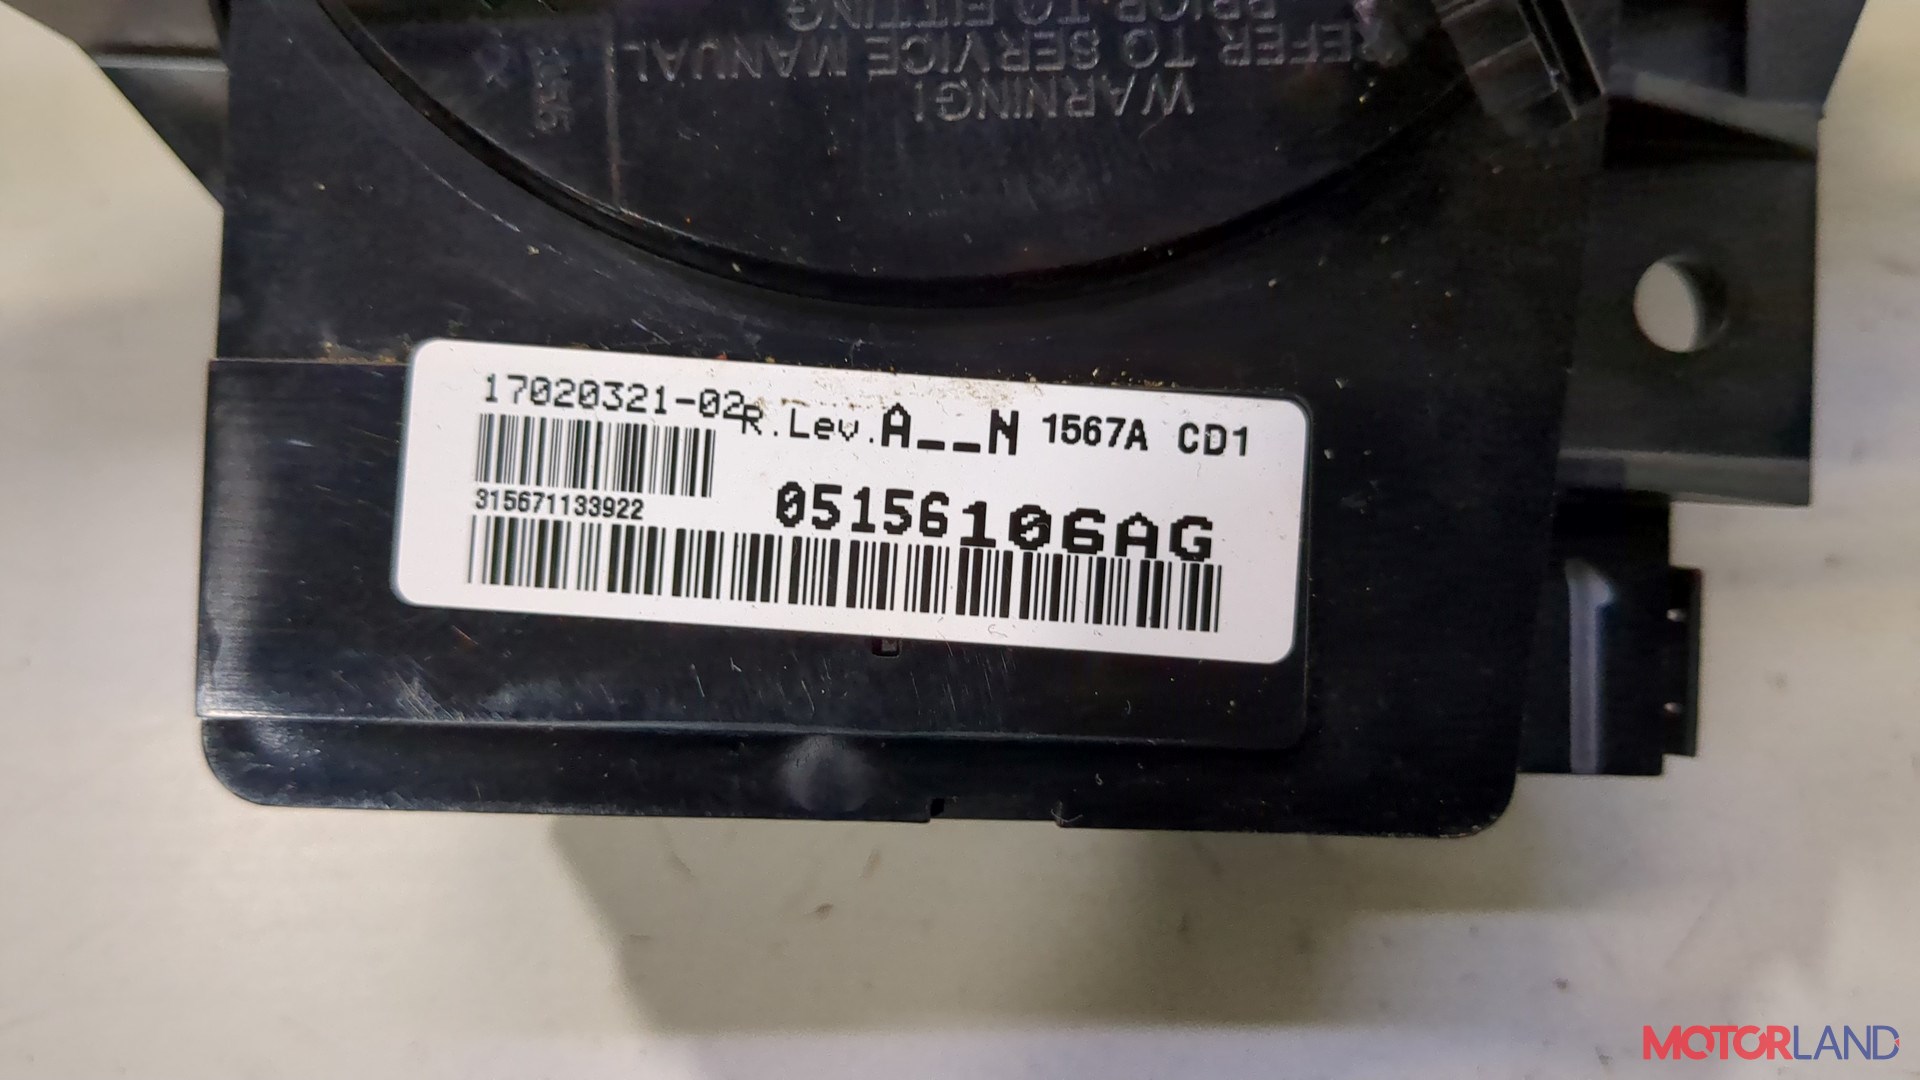 WARNING!
REFER TO SERVICE MANUAL
PRIOR TO FITTING
17020321-02 R.Lev.A__N 1567A CD1
315671133922
05156106AG
MOTORLAND